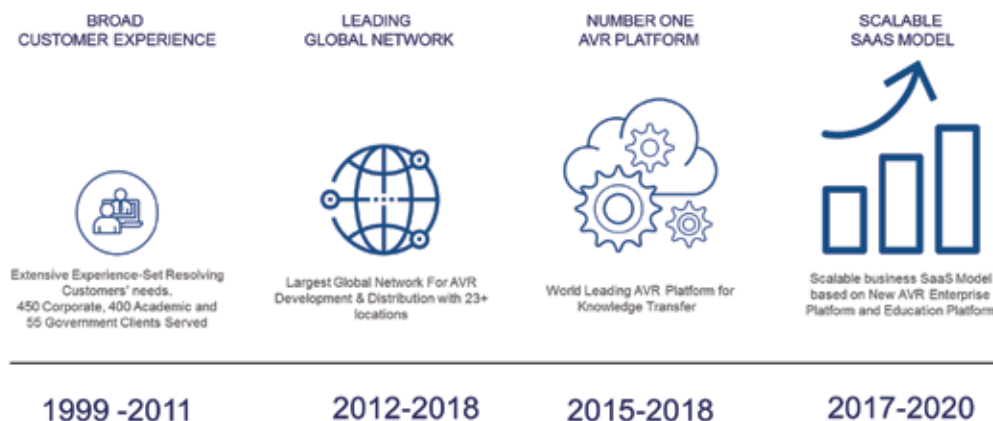 BROAD
CUSTOMER EXPERIENCE
Extensive Experience-Set Resolving
Customers' needs.
450 Corporate, 400 Academic and
55 Government Clients Served
1999 -2011
LEADING
GLOBAL NETWORK
Largest Global Network For AVR
Development & Distribution with 23+
locations
2012-2018
NUMBER ONE
AVR PLATFORM
World Leading AVR Platform for
Knowledge Transfer
2015-2018
SCALABLE
SAAS MODEL
Scalable business SaaS Model
based on New AVR Enterprise
Platform and Education Platform
2017-2020